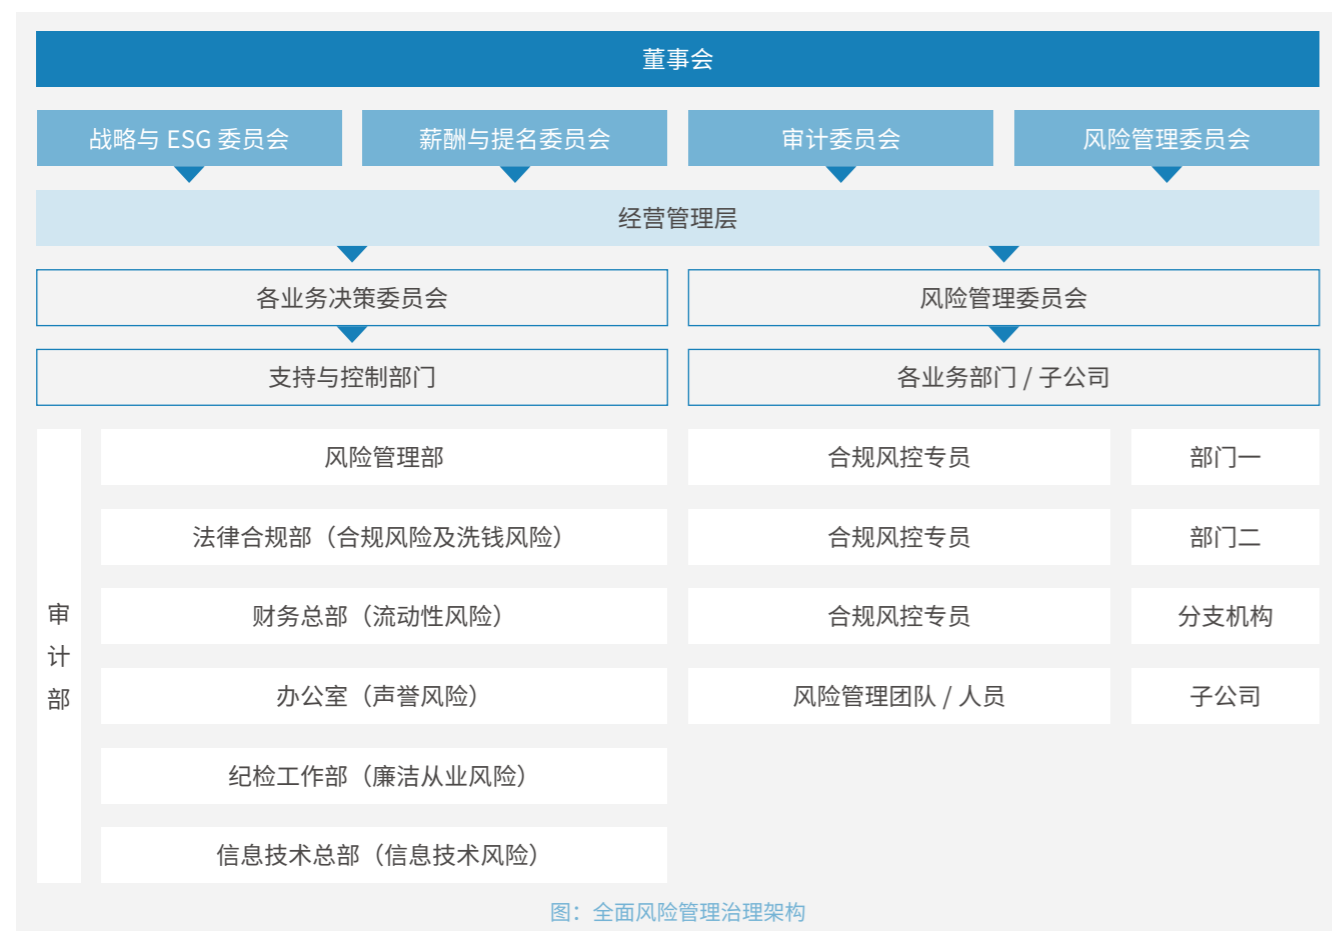 董事会
战略与 ESG 委员会
薪酬与提名委员会
审计委员会
风险管理委员会
经营管理层
各业务决策委员会
风险管理委员会
支持与控制部门
各业务部门 / 子公司
审计部
风险管理部
合规风控专员
部门一
法律合规部（合规风险及洗钱风险）
合规风控专员
部门二
财务总部（流动性风险）
合规风控专员
分支机构
办公室（声誉风险）
风险管理团队 / 人员
子公司
纪检工作部（廉洁从业风险）
信息技术总部（信息技术风险）
图：全面风险管理治理架构